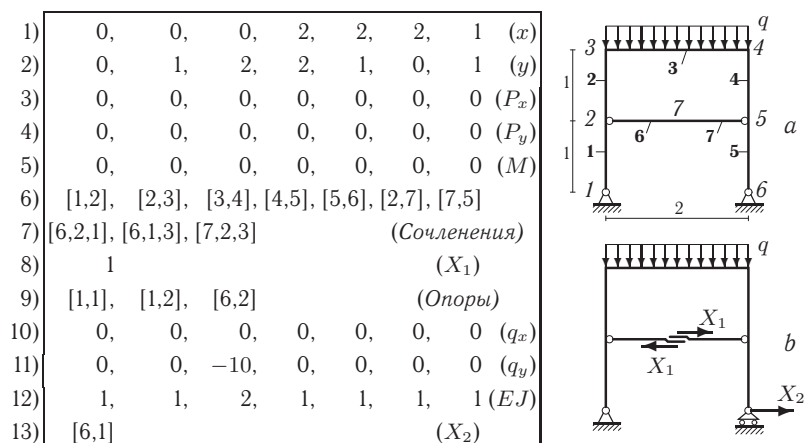 1) 0, 0, 0, 2, 2, 2, 1 (x)
2) 0, 1, 2, 2, 1, 0, 1 (y)
3) 0, 0, 0, 0, 0, 0, 0 (P_x)
4) 0, 0, 0, 0, 0, 0, 0 (P_y)
5) 0, 0, 0, 0, 0, 0, 0 (M)
6) [1,2], [2,3], [3,4], [4,5], [5,6], [2,7], [7,5]
7) [6,2,1], [6,1,3], [7,2,3] (Сочленения)
8) 1 (X_1)
9) [1,1], [1,2], [6,2] (Опоры)
10) 0, 0, 0, 0, 0, 0, 0 (q_x)
11) 0, 0, −10, 0, 0, 0, 0 (q_y)
12) 1, 1, 2, 1, 1, 1, 1 (EJ)
13) [6,1] (X_2)
q
3 4
3
1 2 4
2 7 5
6 7 a
1 1 5
1 6
2
q
X_1
b
X_1
X_2